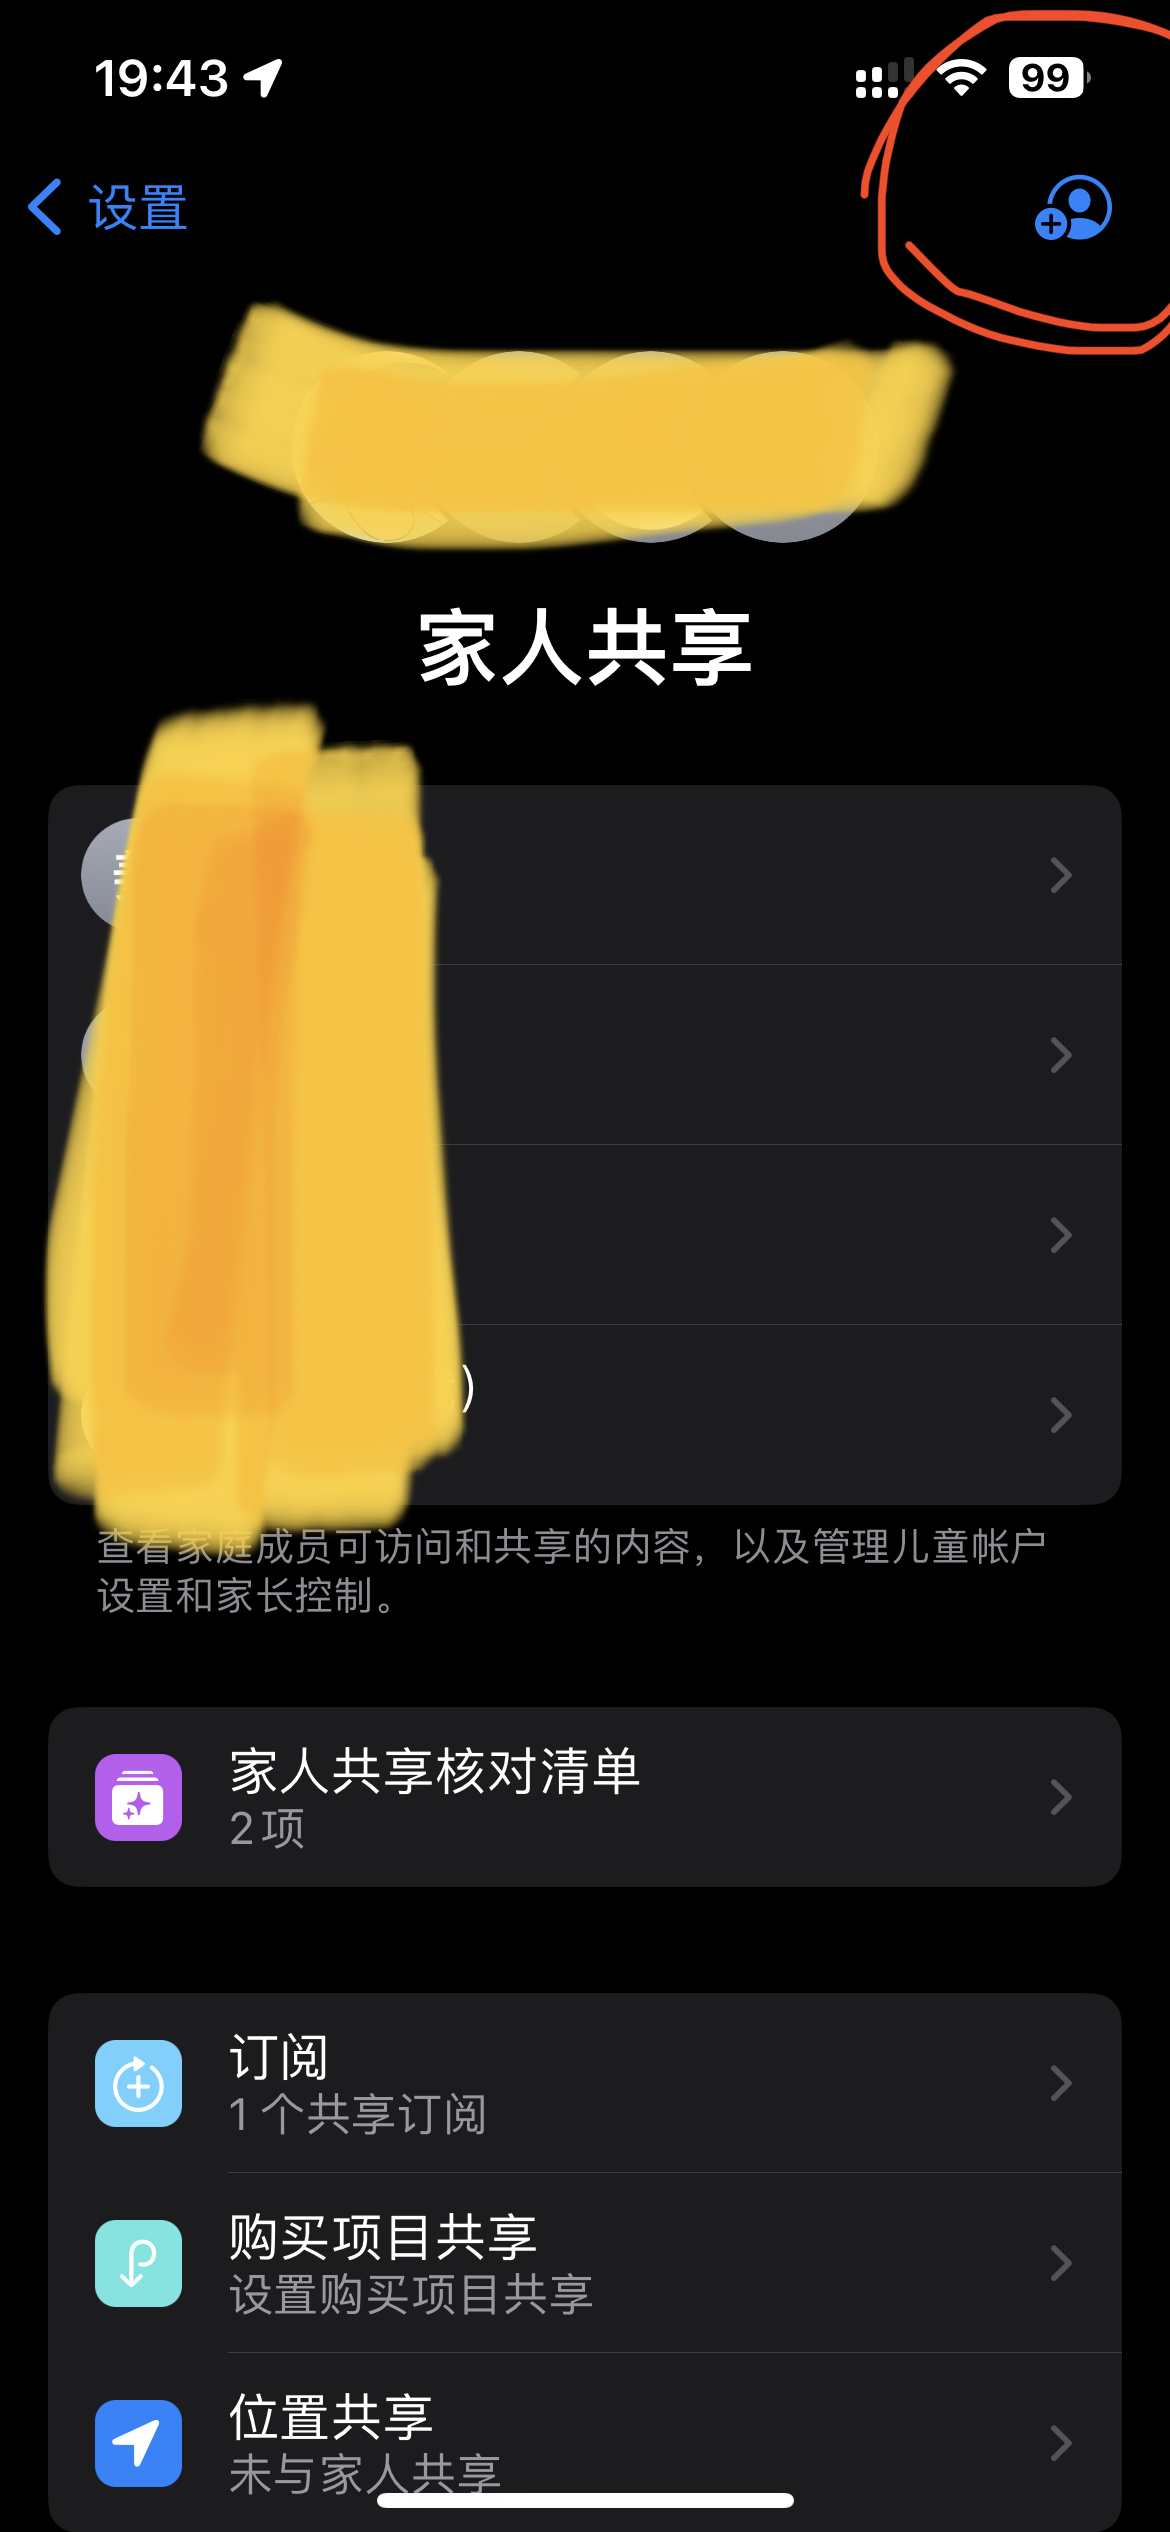 19:43
99
设置
家人共享
)
查看家庭成员可访问和共享的内容，以及管理儿童帐户
设置和家长控制。
家人共享核对清单
2 项
订阅
1 个共享订阅
购买项目共享
设置购买项目共享
位置共享
未与家人共享